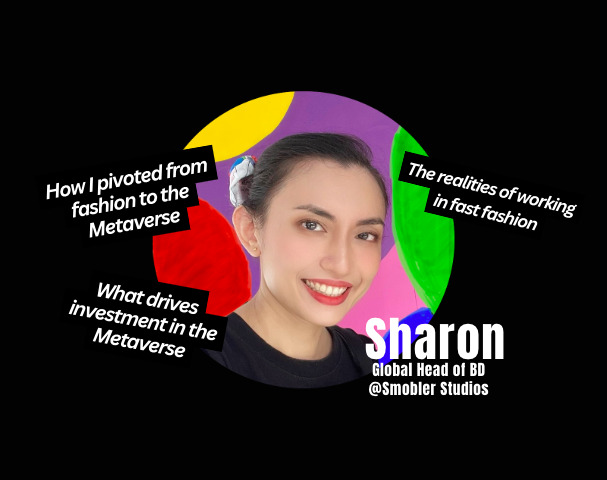 How I pivoted from
fashion to the
Metaverse
The realities of working
in fast fashion
What drives
investment in the
Metaverse
Sharon
Global Head of BD
@Smobler Studios